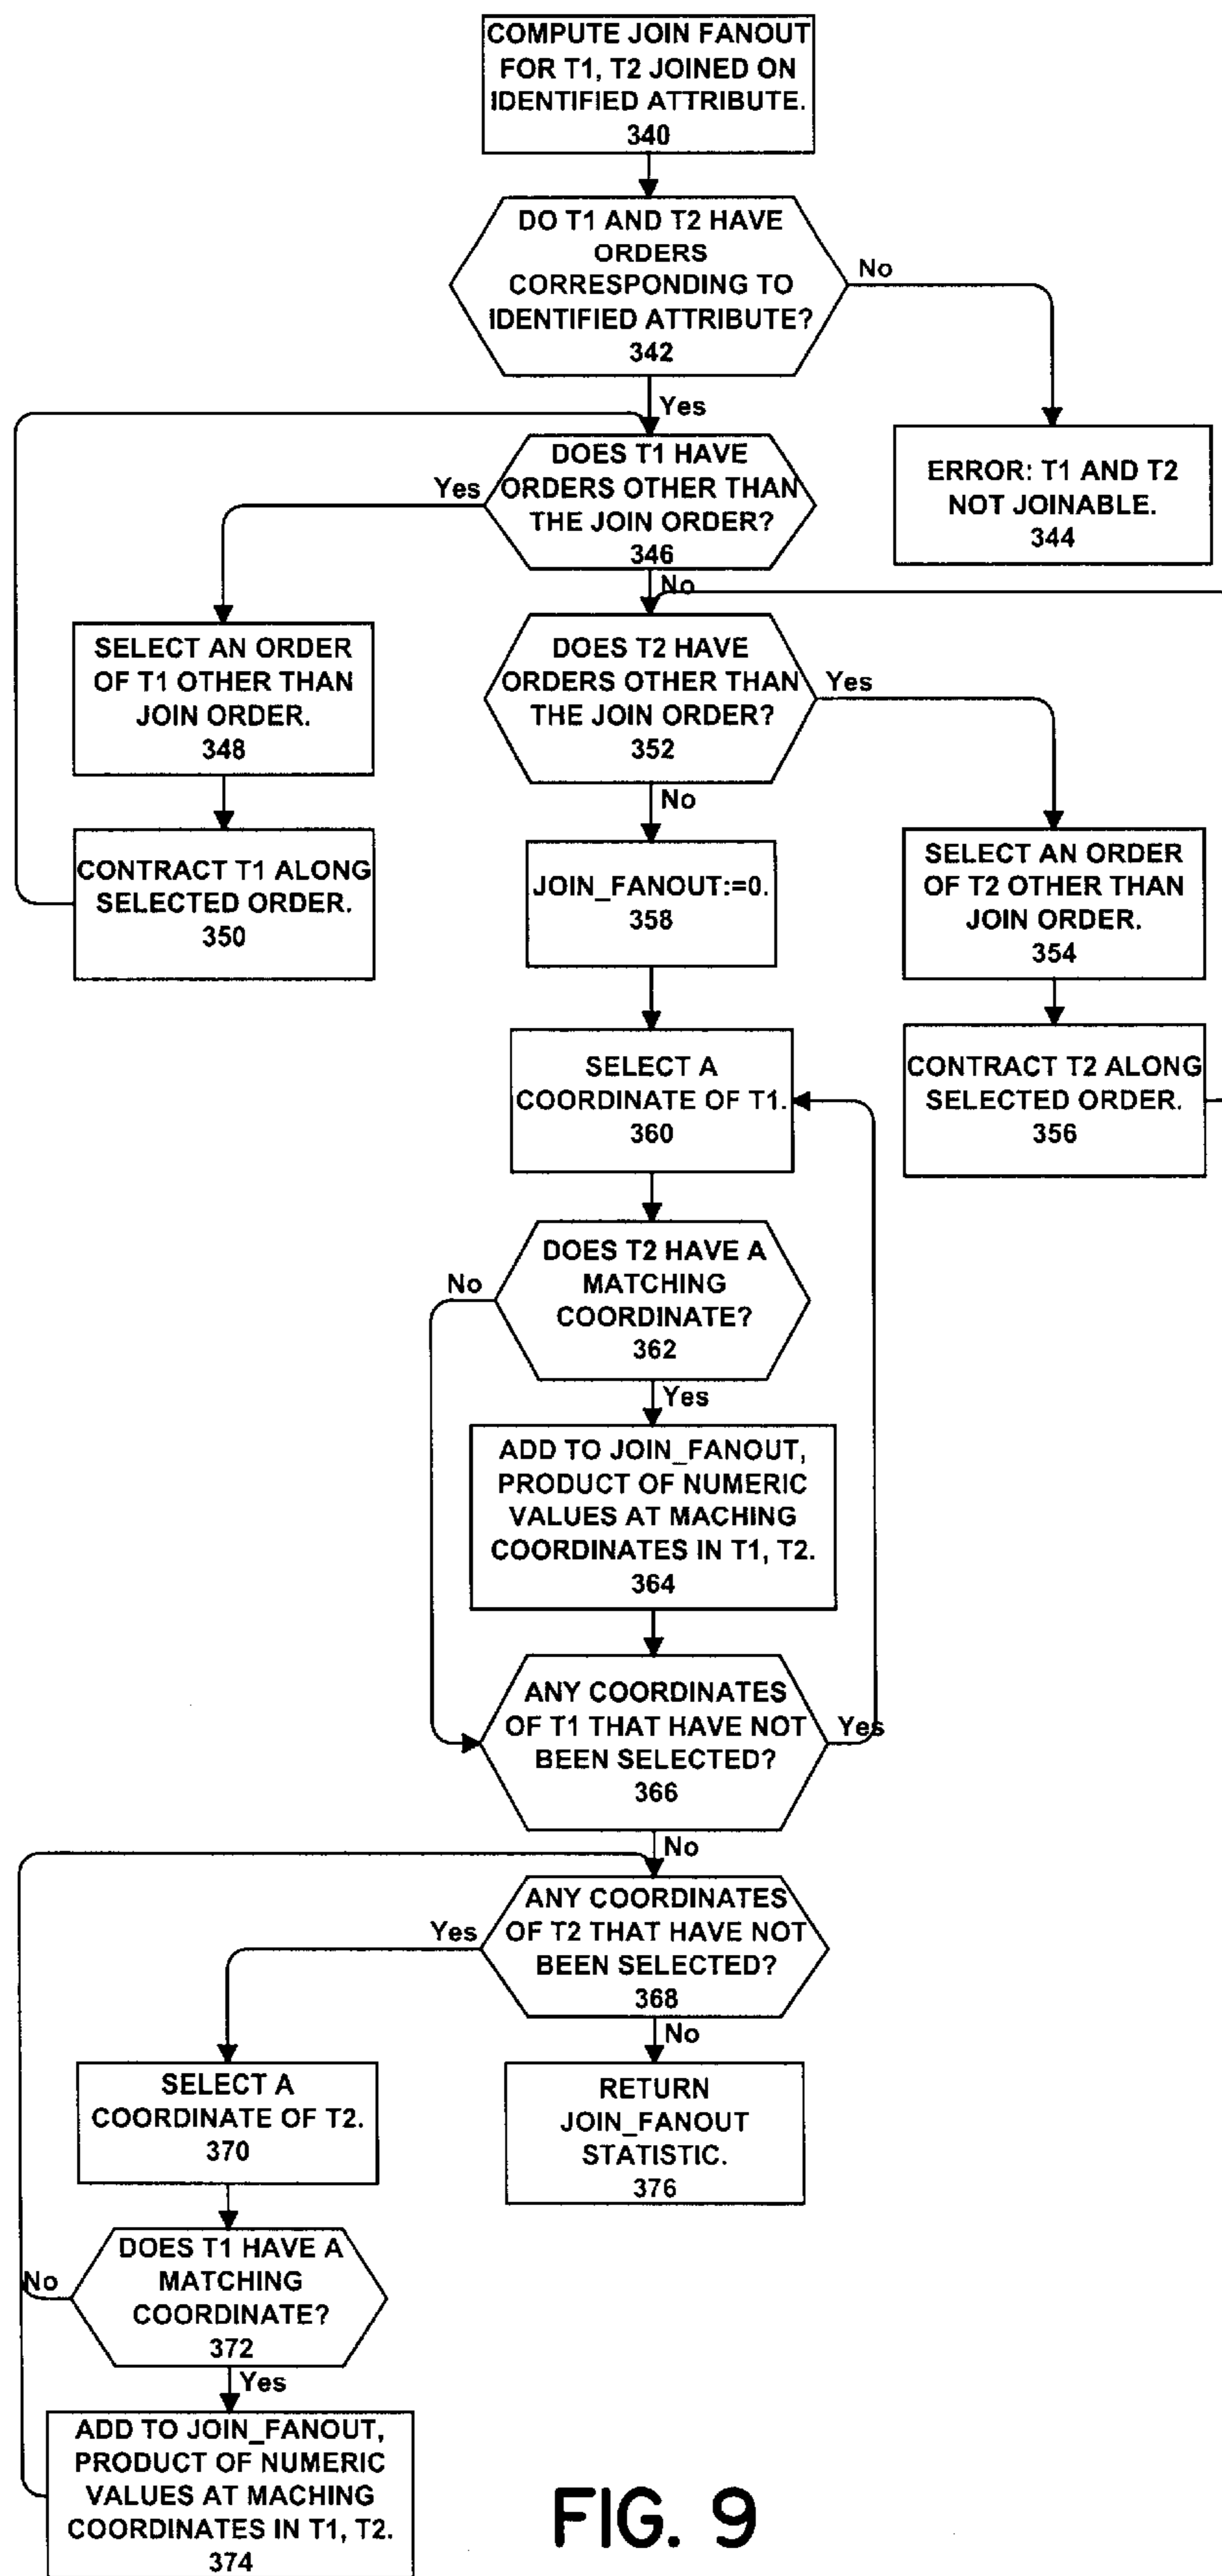 COMPUTE JOIN FANOUT
FOR T1, T2 JOINED ON
IDENTIFIED ATTRIBUTE.
340
DO T1 AND T2 HAVE
ORDERS
CORRESPONDING TO
IDENTIFIED ATTRIBUTE?
342
No
Yes
ERROR: T1 AND T2
NOT JOINABLE.
344
DOES T1 HAVE
ORDERS OTHER THAN
THE JOIN ORDER?
346
Yes
No
SELECT AN ORDER
OF T1 OTHER THAN
JOIN ORDER.
348
CONTRACT T1 ALONG
SELECTED ORDER.
350
DOES T2 HAVE
ORDERS OTHER THAN
THE JOIN ORDER?
352
Yes
No
SELECT AN ORDER
OF T2 OTHER THAN
JOIN ORDER.
354
CONTRACT T2 ALONG
SELECTED ORDER.
356
JOIN_FANOUT:=0.
358
SELECT A
COORDINATE OF T1.
360
DOES T2 HAVE A
MATCHING
COORDINATE?
362
No
Yes
ADD TO JOIN_FANOUT,
PRODUCT OF NUMERIC
VALUES AT MACHING
COORDINATES IN T1, T2.
364
ANY COORDINATES
OF T1 THAT HAVE NOT
BEEN SELECTED?
366
Yes
No
ANY COORDINATES
OF T2 THAT HAVE NOT
BEEN SELECTED?
368
Yes
No
SELECT A
COORDINATE OF T2.
370
RETURN
JOIN_FANOUT
STATISTIC.
376
DOES T1 HAVE A
MATCHING
COORDINATE?
372
No
Yes
ADD TO JOIN_FANOUT,
PRODUCT OF NUMERIC
VALUES AT MACHING
COORDINATES IN T1, T2.
374
FIG. 9